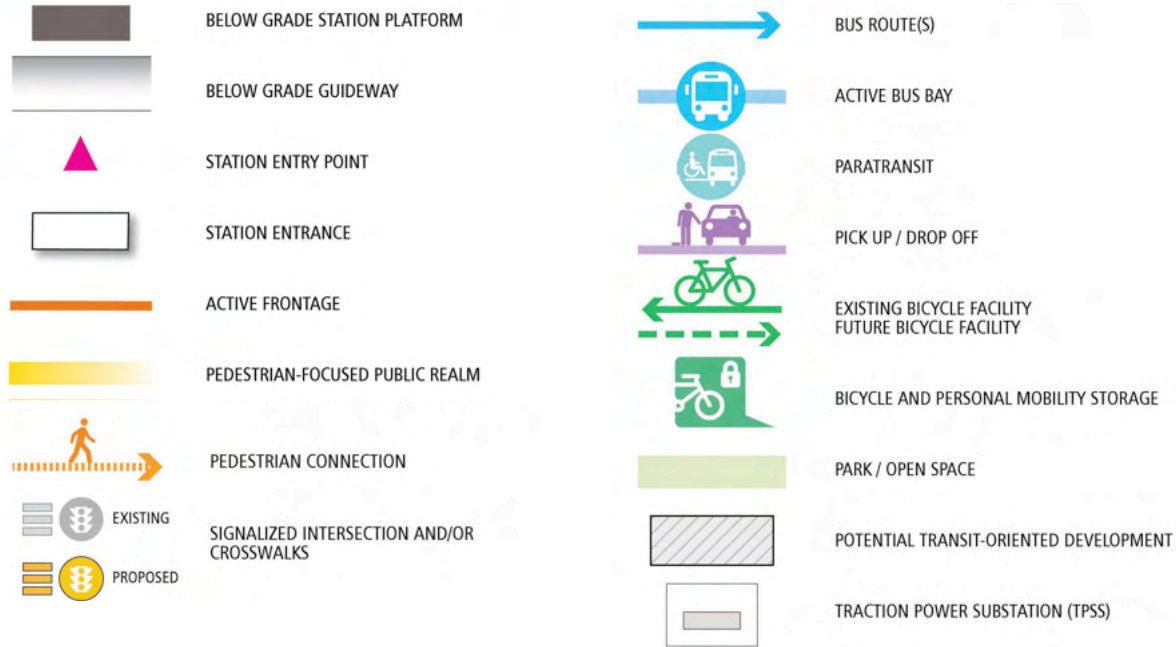 BELOW GRADE STATION PLATFORM
BELOW GRADE GUIDEWAY
STATION ENTRY POINT
STATION ENTRANCE
ACTIVE FRONTAGE
PEDESTRIAN-FOCUSED PUBLIC REALM
PEDESTRIAN CONNECTION
EXISTING
SIGNALIZED INTERSECTION AND/OR
CROSSWALKS
PROPOSED
BUS ROUTE(S)
ACTIVE BUS BAY
PARATRANSIT
PICK UP / DROP OFF
EXISTING BICYCLE FACILITY
FUTURE BICYCLE FACILITY
BICYCLE AND PERSONAL MOBILITY STORAGE
PARK / OPEN SPACE
POTENTIAL TRANSIT-ORIENTED DEVELOPMENT
TRACTION POWER SUBSTATION (TPSS)